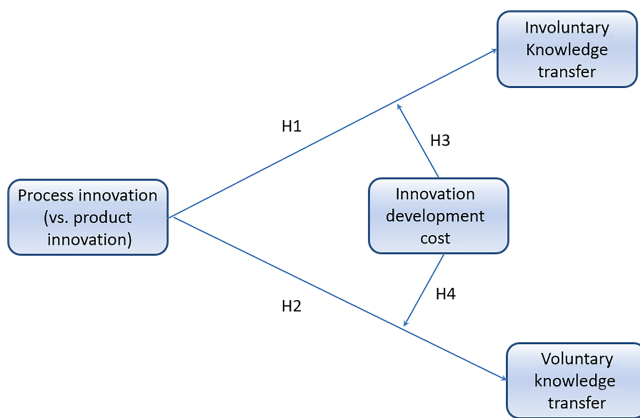 Involuntary
Knowledge
transfer
H1
H3
Process innovation
(vs. product
innovation)
Innovation
development
cost
H2
H4
Voluntary
knowledge
transfer